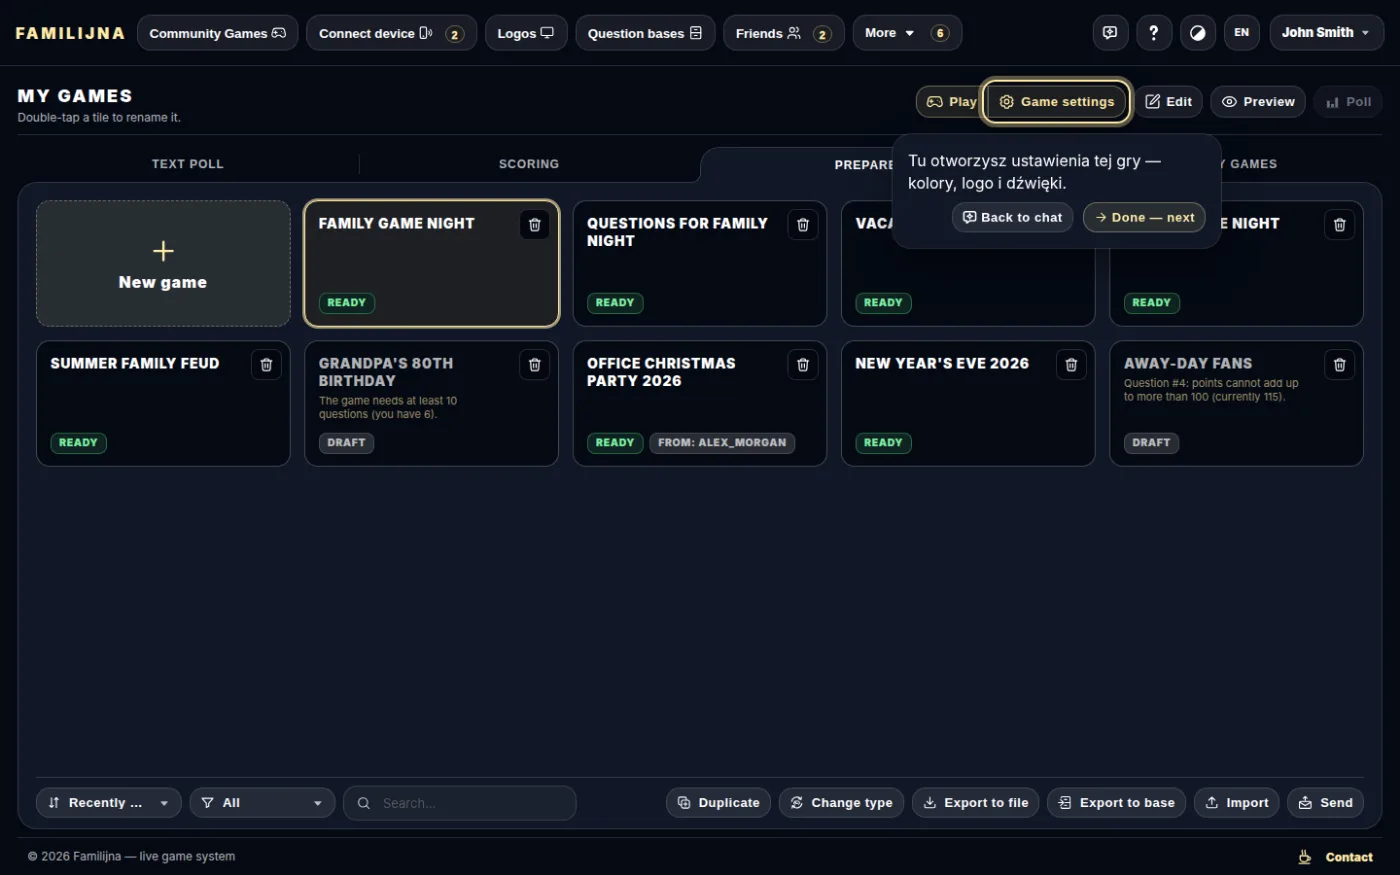 FAMILIJNA
Community Games
Connect device 2
Logos
Question bases
Friends 2
More 6
?
EN
John Smith
MY GAMES
Double-tap a tile to rename it.
Play
Game settings
Edit
Preview
Poll
TEXT POLL
SCORING
Tu otworzysz ustawienia tej gry —
kolory, logo i dźwięki.
Back to chat
Done — next
GAMES
New game
FAMILY GAME NIGHT
READY
QUESTIONS FOR FAMILY
NIGHT
READY
READY
NIGHT
READY
SUMMER FAMILY FEUD
READY
GRANDPA'S 80TH
BIRTHDAY
The game needs at least 10
questions (you have 6).
DRAFT
OFFICE CHRISTMAS
PARTY 2026
READY
FROM: ALEX_MORGAN
NEW YEAR'S EVE 2026
READY
AWAY-DAY FANS
Question #4: points cannot add up
to more than 100 (currently 115).
DRAFT
Recently ...
All
Search...
Duplicate
Change type
Export to file
Export to base
Import
Send
© 2026 Familijna — live game system
Contact